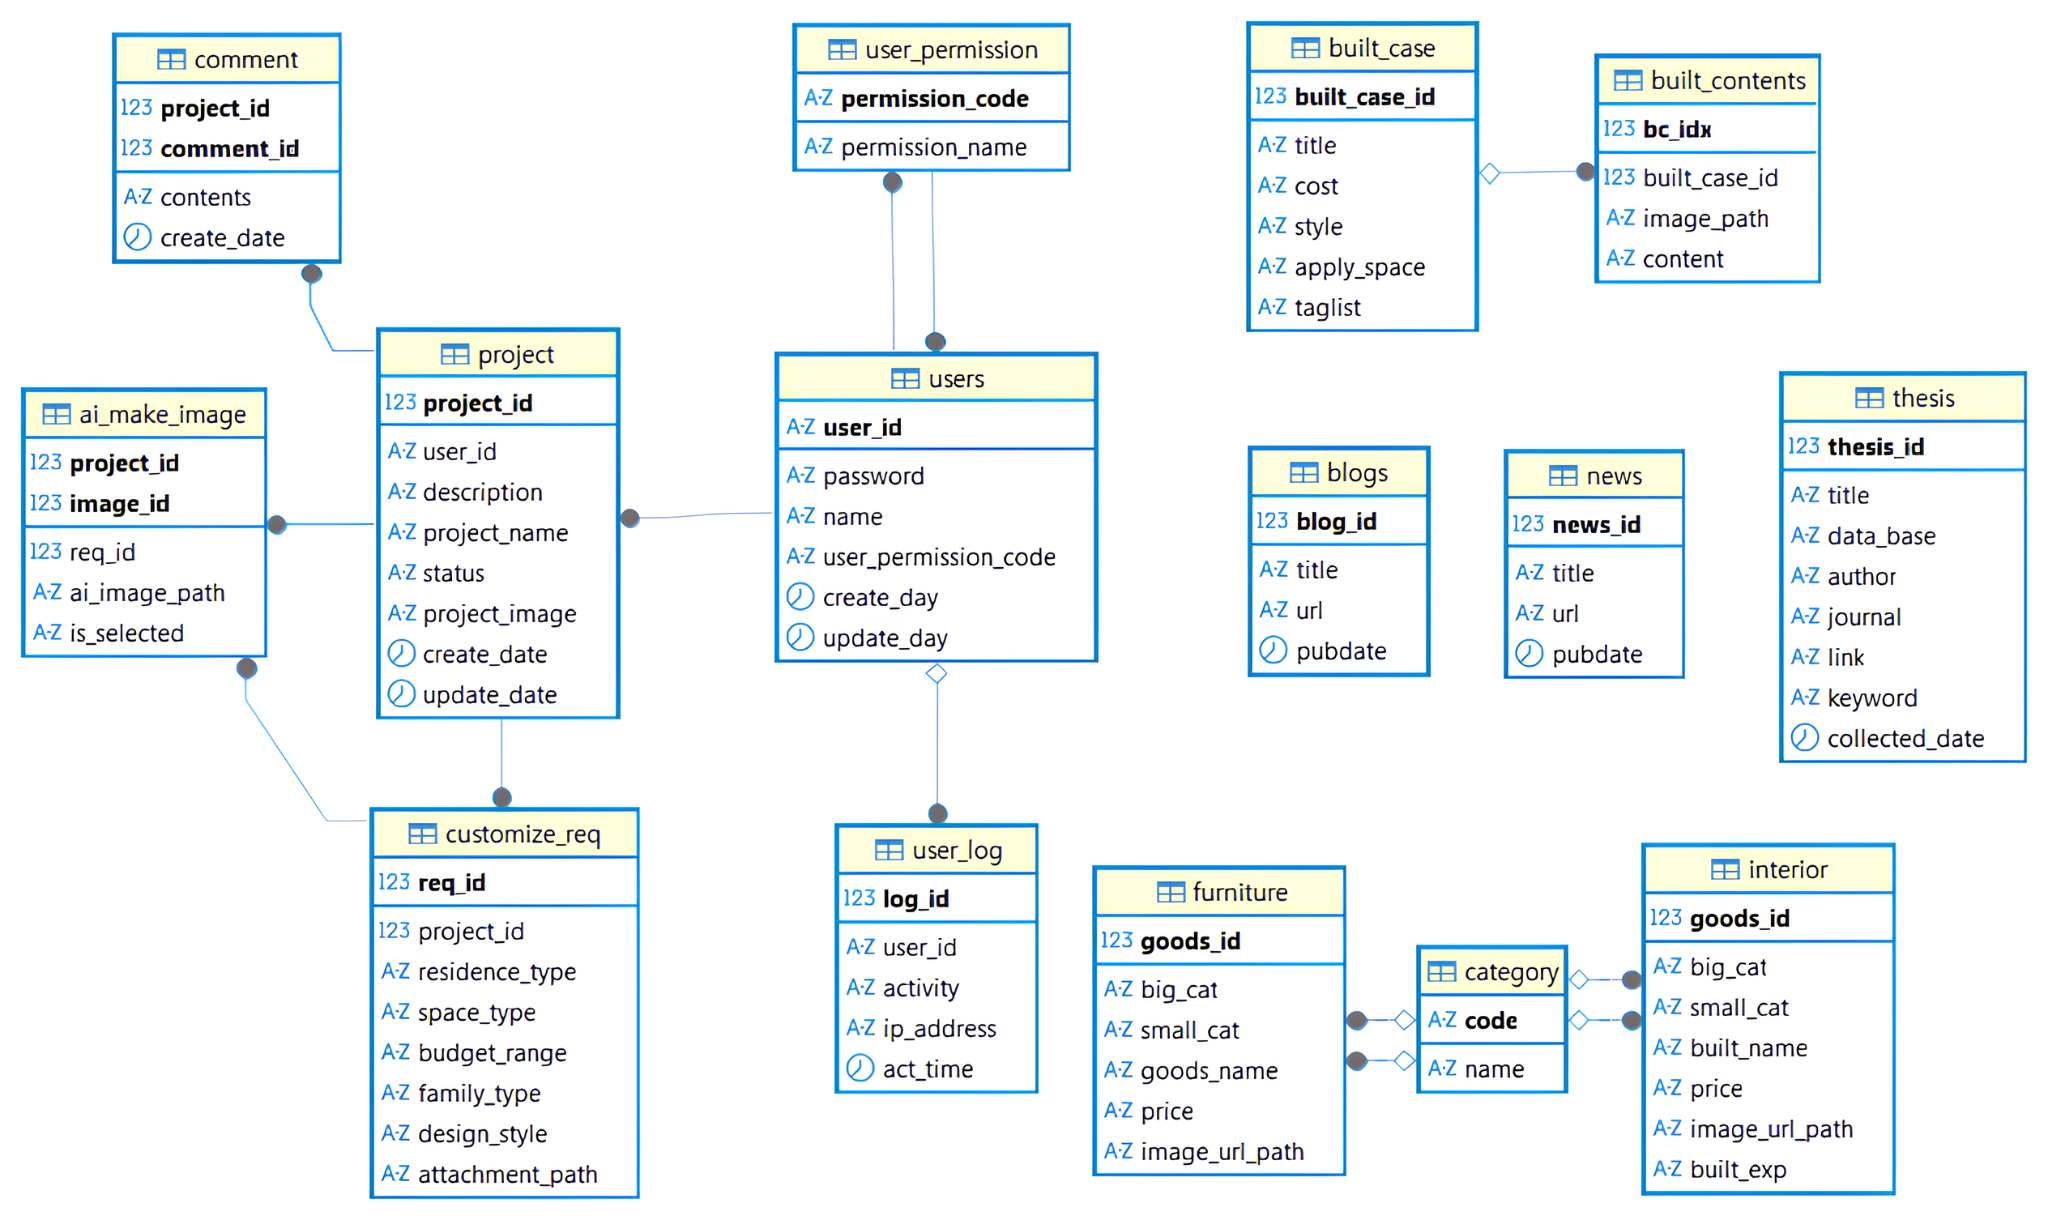 comment
123 project_id
123 comment_id
A-Z contents
create_date
user_permission
A-Z permission_code
A-Z permission_name
built_case
123 built_case_id
A-Z title
A-Z cost
A-Z style
A-Z apply_space
A-Z taglist
built_contents
123 bc_idx
123 built_case_id
A-Z image_path
A-Z content
project
123 project_id
A-Z user_id
A-Z description
A-Z project_name
A-Z status
A-Z project_image
create_date
update_date
users
A-Z user_id
A-Z password
A-Z name
A-Z user_permission_code
create_day
update_day
ai_make_image
123 project_id
123 image_id
123 req_id
A-Z ai_image_path
A-Z is_selected
blogs
123 blog_id
A-Z title
A-Z url
pubdate
news
123 news_id
A-Z title
A-Z url
pubdate
thesis
123 thesis_id
A-Z title
A-Z data_base
A-Z author
A-Z journal
A-Z link
A-Z keyword
collected_date
customize_req
123 req_id
123 project_id
A-Z residence_type
A-Z space_type
A-Z budget_range
A-Z family_type
A-Z design_style
A-Z attachment_path
user_log
123 log_id
A-Z user_id
A-Z activity
A-Z ip_address
act_time
furniture
123 goods_id
A-Z big_cat
A-Z small_cat
A-Z goods_name
A-Z price
A-Z image_url_path
category
A-Z code
A-Z name
interior
123 goods_id
A-Z big_cat
A-Z small_cat
A-Z built_name
A-Z price
A-Z image_url_path
A-Z built_exp